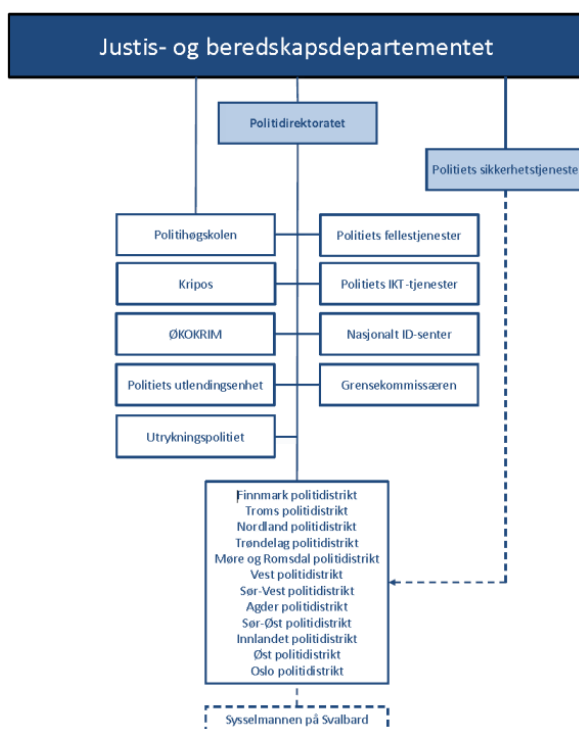 Justis- og beredskapsdepartementet
Politidirektoratet
Politiets sikkerhetstjeneste
Politihøgskolen
Politiets fellestjenester
Kripos
Politiets IKT-tjenester
ØKOKRIM
Nasjonalt ID-senter
Politiets utlendingsenhet
Grensekommissæren
Utrykningspolitiet
Finnmark politidistrikt
Troms politidistrikt
Nordland politidistrikt
Trøndelag politidistrikt
Møre og Romsdal politidistrikt
Vest politidistrikt
Sør-Vest politidistrikt
Agder politidistrikt
Sør-Øst politidistrikt
Innlandet politidistrikt
Øst politidistrikt
Oslo politidistrikt
Sysselmannen på Svalbard